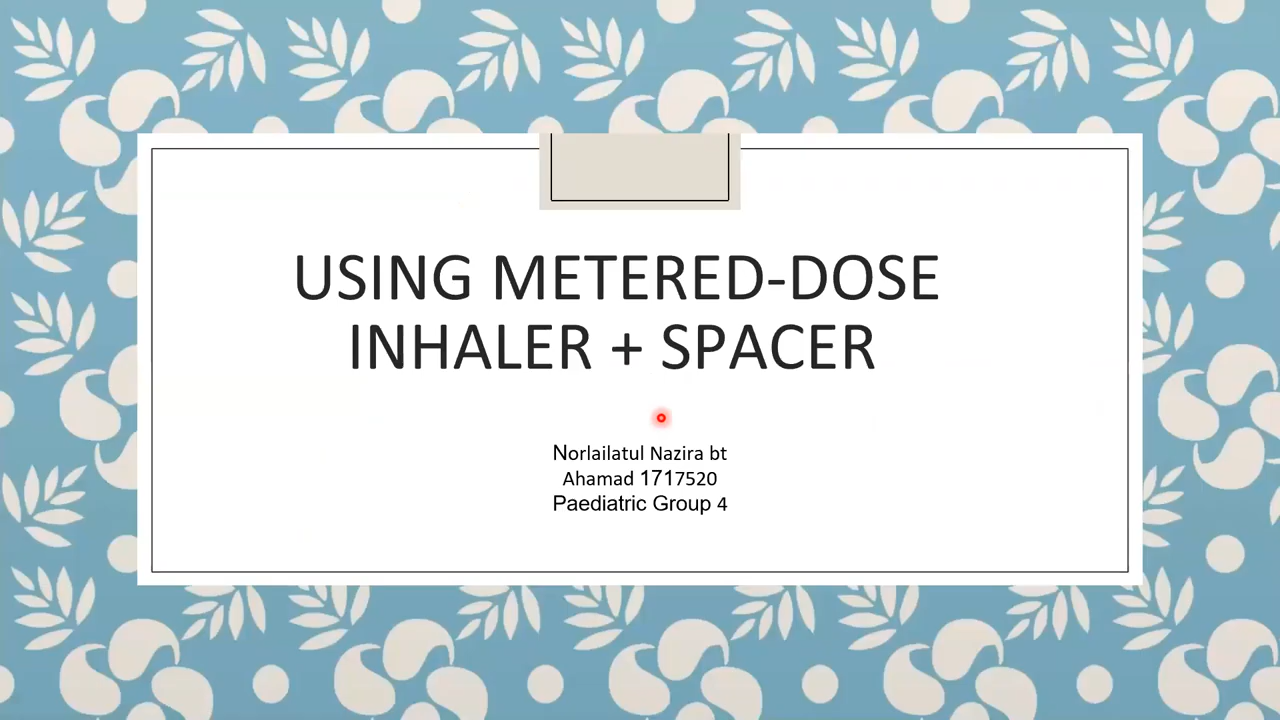 USING METERED-DOSE
INHALER + SPACER
Norlailatul Nazira bt
Ahamad 1717520
Paediatric Group 4